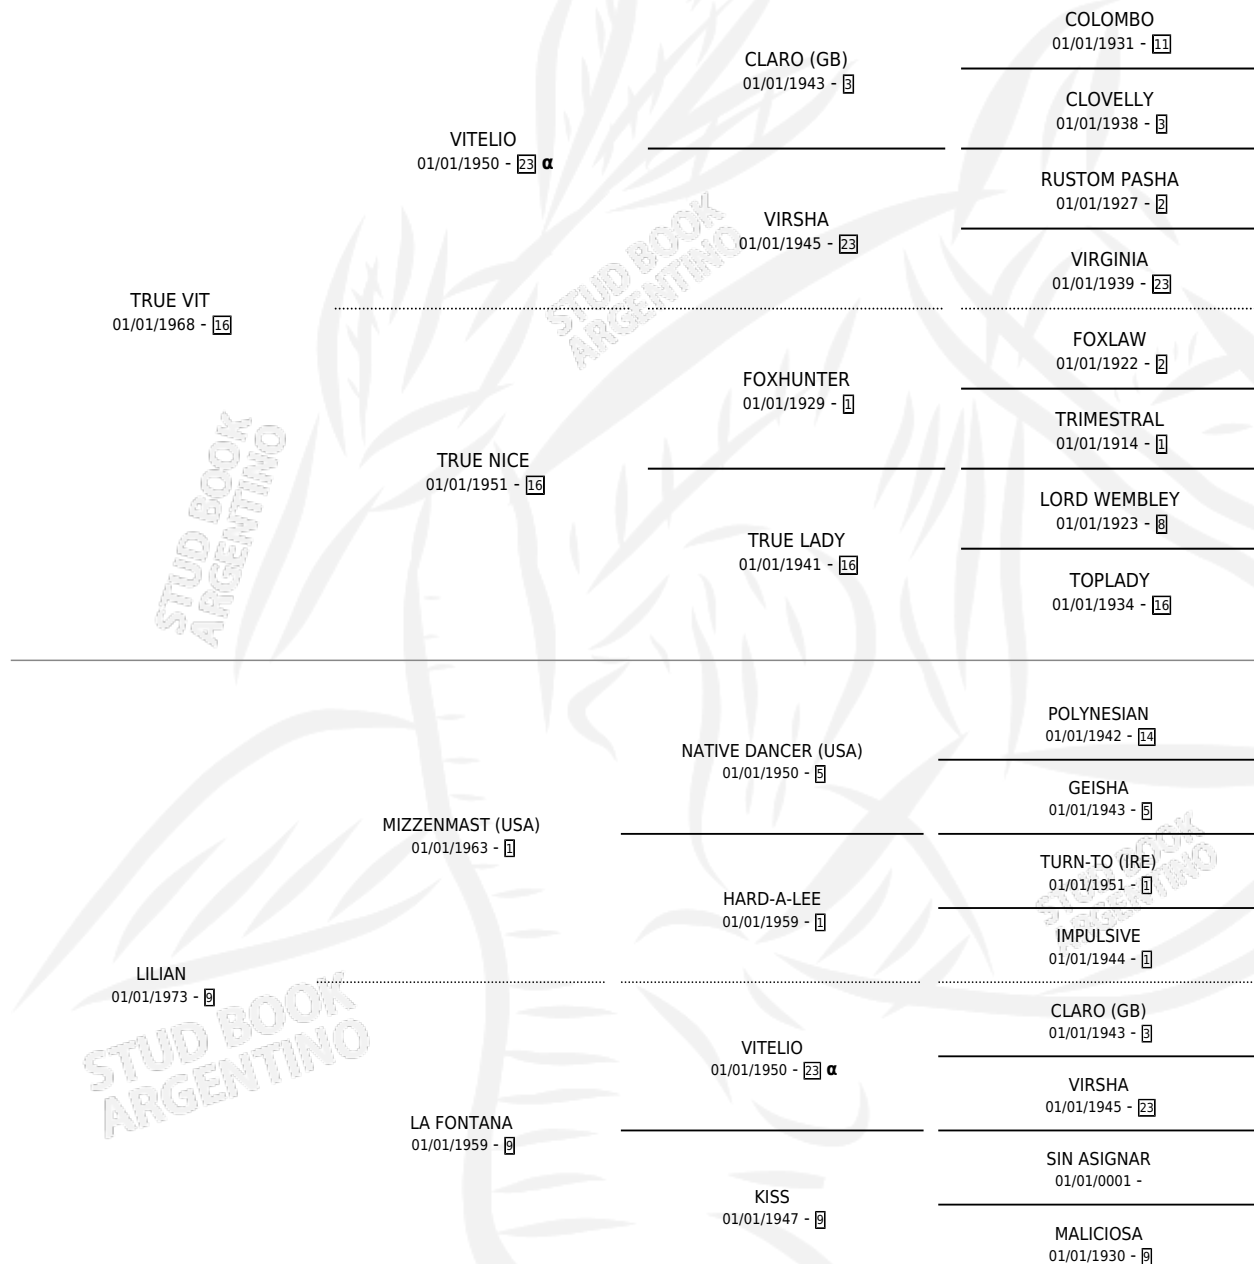 COLOMBO
01/01/1931 - 11
CLARO (GB)
01/01/1943 - 3
CLOVELLY
01/01/1938 - 3
VITELIO
01/01/1950 - 23 α
RUSTOM PASHA
01/01/1927 - 2
VIRSHA
01/01/1945 - 23
VIRGINIA
01/01/1939 - 23
STUD BOOK
ARGENTINO
TRUE VIT
01/01/1968 - 16
FOXLAW
01/01/1922 - 2
FOXHUNTER
01/01/1929 - 1
TRIMESTRAL
01/01/1914 - 1
TRUE NICE
01/01/1951 - 16
LORD WEMBLEY
01/01/1923 - 8
TRUE LADY
01/01/1941 - 16
TOPLADY
01/01/1934 - 16
STUD BOOK
ARGENTINO
POLYNESIAN
01/01/1942 - 14
NATIVE DANCER (USA)
01/01/1950 - 5
GEISHA
01/01/1943 - 5
MIZZENMAST (USA)
01/01/1963 - 1
TURN-TO (IRE)
01/01/1951 - 1
HARD-A-LEE
01/01/1959 - 1
IMPULSIVE
01/01/1944 - 1
STUD BOOK
ARGENTINO
LILIAN
01/01/1973 - 9
CLARO (GB)
01/01/1943 - 3
VITELIO
01/01/1950 - 23 α
VIRSHA
01/01/1945 - 23
STUD BOOK
ARGENTINO
LA FONTANA
01/01/1959 - 9
SIN ASIGNAR
01/01/0001 -
KISS
01/01/1947 - 9
MALICIOSA
01/01/1930 - 9